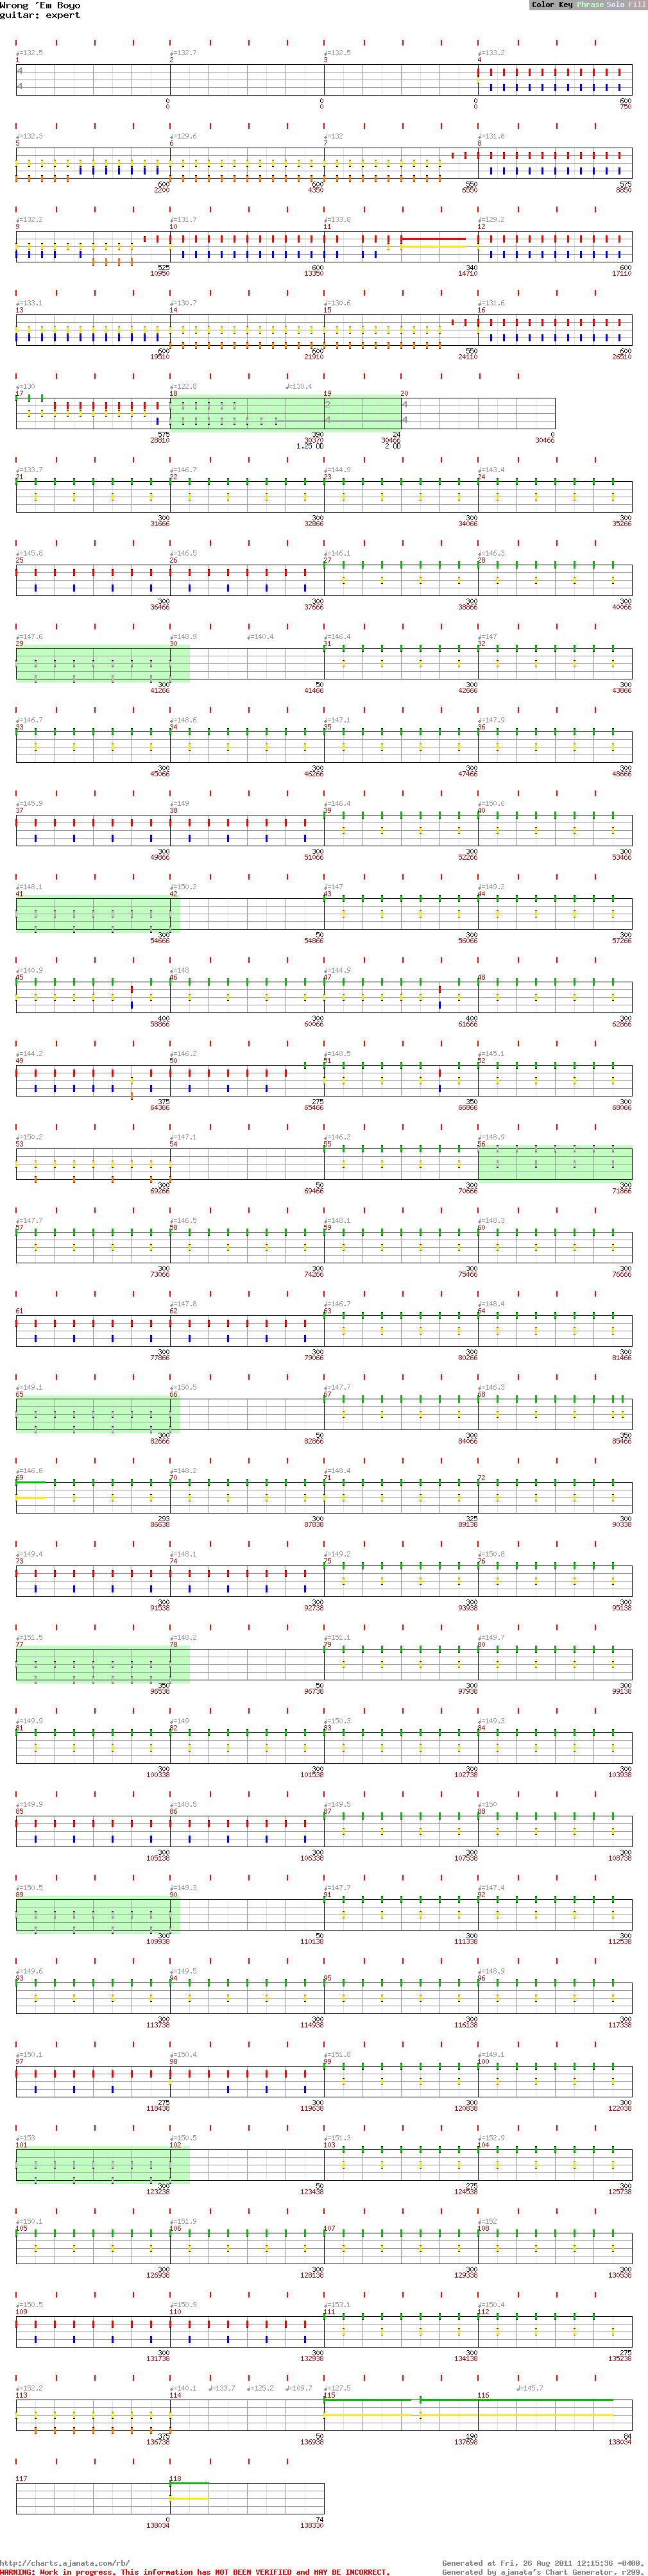 Wrong 'Em Boyo
guitar: expert
Color Key Phrase Solo Fill
♩=132.5 ♩=132.7 ♩=132.5 ♩=133.2
1 2 3 4
4
4
0 0 0 600
0 0 0 750
♩=132.3 ♩=129.6 ♩=132 ♩=131.8
5 6 7 8
600 600 550 575
2200 4350 6550 8850
♩=132.2 ♩=131.7 ♩=133.8 ♩=129.2
9 10 11 12
525 600 340 600
10950 13350 14710 17110
♩=133.1 ♩=130.7 ♩=130.6 ♩=131.6
13 14 15 16
600 600 550 600
19510 21910 24110 26510
♩=130 ♩=122.8 ♩=130.4
17 18 19 20
2 4
4 4
575 390 24 0
28810 30370 30466 30466
1.25 OD 2 OD
♩=133.7 ♩=146.7 ♩=144.9 ♩=143.4
21 22 23 24
300 300 300 300
31666 32866 34066 35266
♩=145.8 ♩=146.5 ♩=146.1 ♩=146.3
25 26 27 28
300 300 300 300
36466 37666 38866 40066
♩=147.6 ♩=148.9 ♩=140.4 ♩=146.4 ♩=147
29 30 31 32
300 50 300 300
41266 41466 42666 43866
♩=146.7 ♩=148.6 ♩=147.1 ♩=147.9
33 34 35 36
300 300 300 300
45066 46266 47466 48666
♩=145.9 ♩=149 ♩=146.4 ♩=150.6
37 38 39 40
300 300 300 300
49866 51066 52266 53466
♩=148.1 ♩=150.2 ♩=147 ♩=149.2
41 42 43 44
300 50 300 300
54666 54866 56066 57266
♩=140.9 ♩=148 ♩=144.9
45 46 47 48
400 300 400 300
58866 60066 61666 62866
♩=144.2 ♩=146.2 ♩=148.5 ♩=145.1
49 50 51 52
375 275 350 300
64366 65466 66866 68066
♩=150.2 ♩=147.1 ♩=146.2 ♩=148.9
53 54 55 56
300 50 300 300
69266 69466 70666 71866
♩=147.7 ♩=146.5 ♩=148.1 ♩=148.3
57 58 59 60
300 300 300 300
73066 74266 75466 76666
♩=147.8 ♩=146.7 ♩=148.4
61 62 63 64
300 300 300 300
77866 79066 80266 81466
♩=149.1 ♩=150.5 ♩=147.7 ♩=146.3
65 66 67 68
300 50 300 350
82666 82866 84066 85466
♩=146.8 ♩=148.2 ♩=148.4
69 70 71 72
293 300 325 300
86638 87838 89138 90338
♩=149.4 ♩=148.1 ♩=149.2 ♩=150.8
73 74 75 76
300 300 300 300
91538 92738 93938 95138
♩=151.5 ♩=148.2 ♩=151.1 ♩=149.7
77 78 79 80
350 50 300 300
96538 96738 97938 99138
♩=149.9 ♩=149 ♩=150.3 ♩=149.3
81 82 83 84
300 300 300 300
100338 101538 102738 103938
♩=149.9 ♩=148.5 ♩=149.5 ♩=150
85 86 87 88
300 300 300 300
105138 106338 107538 108738
♩=150.5 ♩=149.3 ♩=147.7 ♩=147.4
89 90 91 92
300 50 300 300
109938 110138 111338 112538
♩=149.6 ♩=149.5 ♩=148.9
93 94 95 96
300 300 300 300
113738 114938 116138 117338
♩=150.1 ♩=150.4 ♩=151.8 ♩=149.1
97 98 99 100
275 300 300 300
118438 119638 120838 122038
♩=153 ♩=150.5 ♩=151.3 ♩=152.9
101 102 103 104
300 50 275 300
123238 123438 124538 125738
♩=150.1 ♩=151.9 ♩=152
105 106 107 108
300 300 300 300
126938 128138 129338 130538
♩=150.5 ♩=150.9 ♩=153.1 ♩=150.4
109 110 111 112
300 300 300 275
131738 132938 134138 135238
♩=152.2 ♩=140.1 ♩=133.7 ♩=125.2 ♩=109.7 ♩=127.5 ♩=145.7
113 114 115 116
375 50 190 84
136738 136938 137698 138034
117 118
0 74
138034 138330
http://charts.ajanata.com/rb/ Generated at Fri, 26 Aug 2011 12:15:36 -0400.
WARNING: Work in progress. This information has NOT BEEN VERIFIED and MAY BE INCORRECT. Generated by ajanata's Chart Generator, r299.